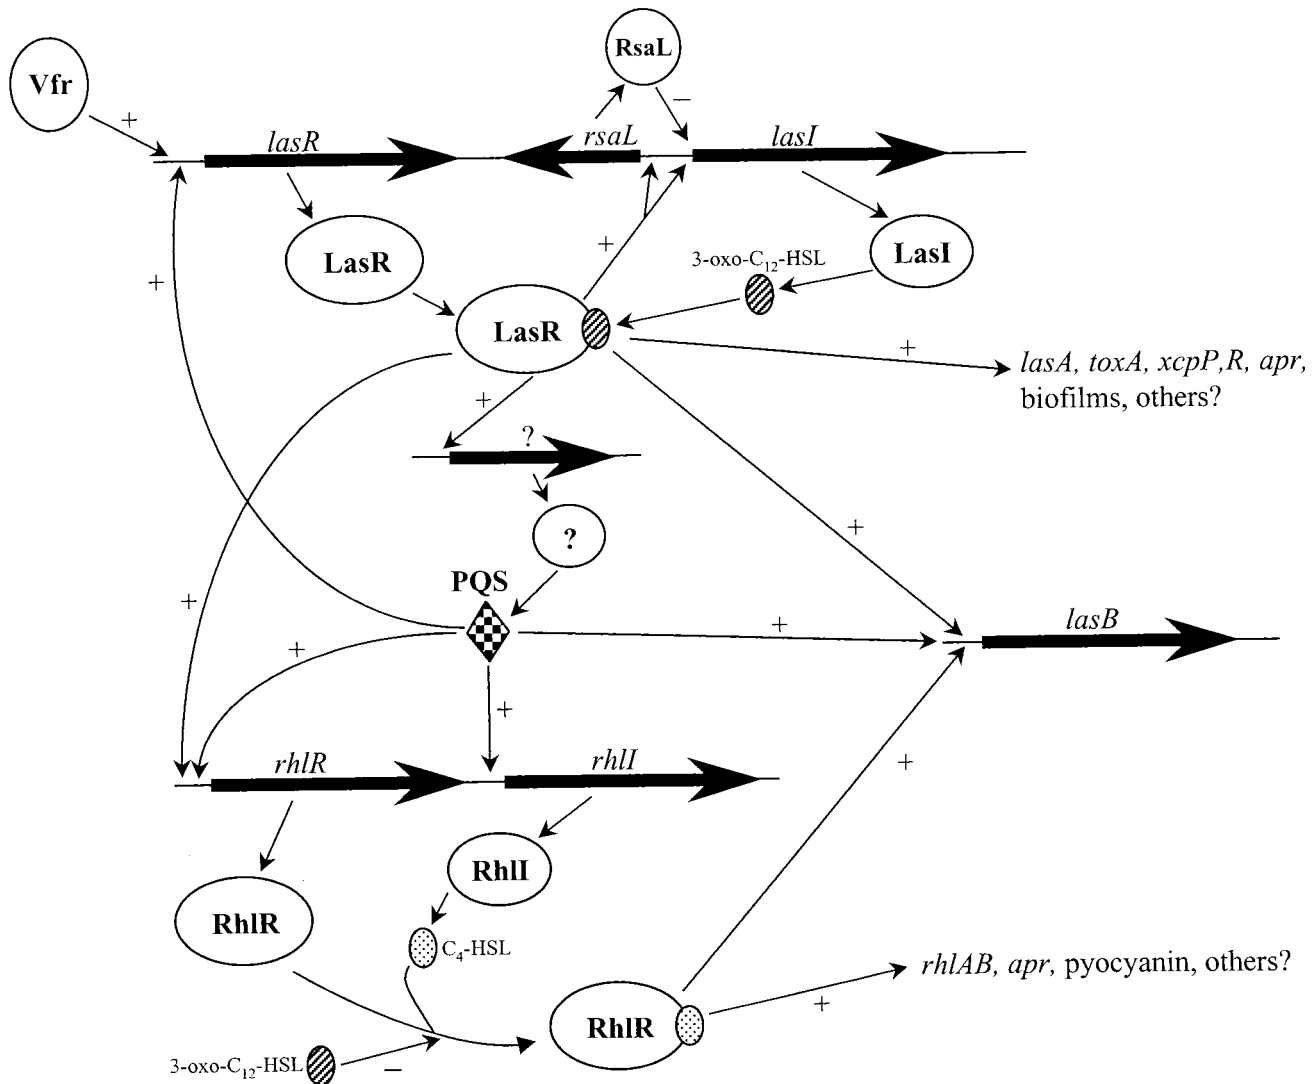 RsaL
Vfr
+
−
lasR
rsaL
lasI
LasR
+
3-oxo-C12-HSL
LasI
+
LasR
+
lasA, toxA, xcpP,R, apr,
biofilms, others?
+
?
+
?
PQS
+
+
+
lasB
+
+
rhlR
rhlI
+
RhlI
RhlR
C4-HSL
rhlAB, apr, pyocyanin, others?
+
RhlR
3-oxo-C12-HSL
−